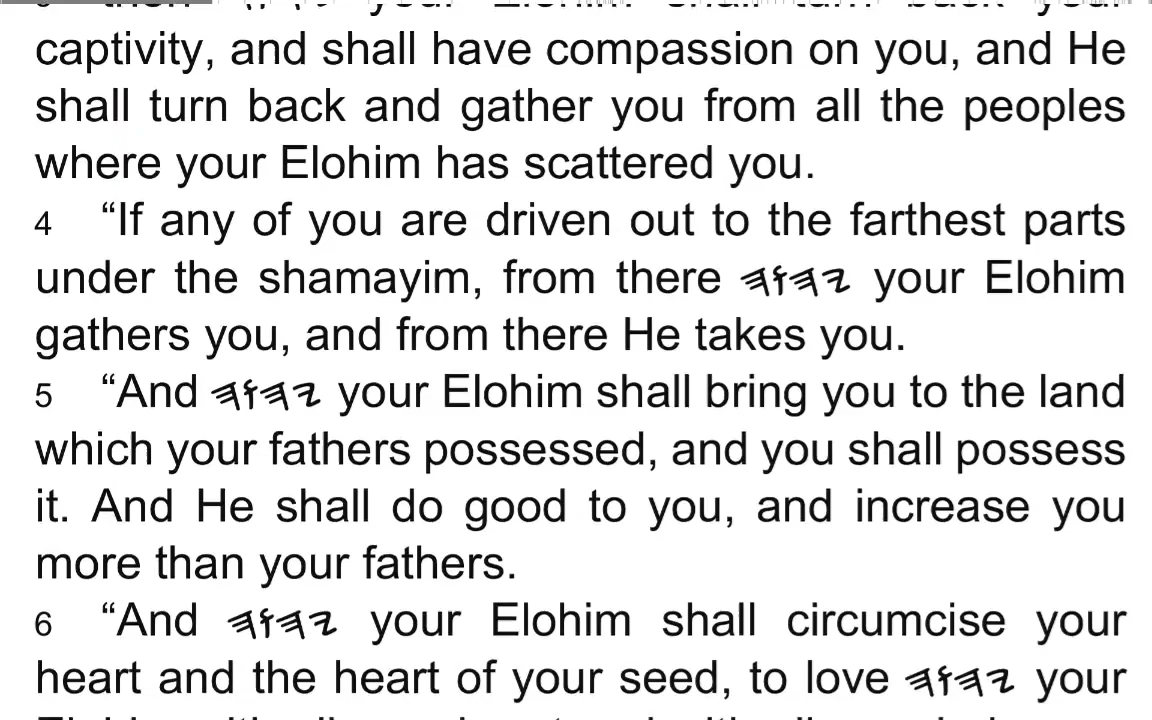 captivity, and shall have compassion on you, and He
shall turn back and gather you from all the peoples
where your Elohim has scattered you.
4 “If any of you are driven out to the farthest parts
under the shamayim, from there 𐤉𐤄𐤅𐤄 your Elohim
gathers you, and from there He takes you.
5 “And 𐤉𐤄𐤅𐤄 your Elohim shall bring you to the land
which your fathers possessed, and you shall possess
it. And He shall do good to you, and increase you
more than your fathers.
6 “And 𐤉𐤄𐤅𐤄 your Elohim shall circumcise your
heart and the heart of your seed, to love 𐤉𐤄𐤅𐤄 your